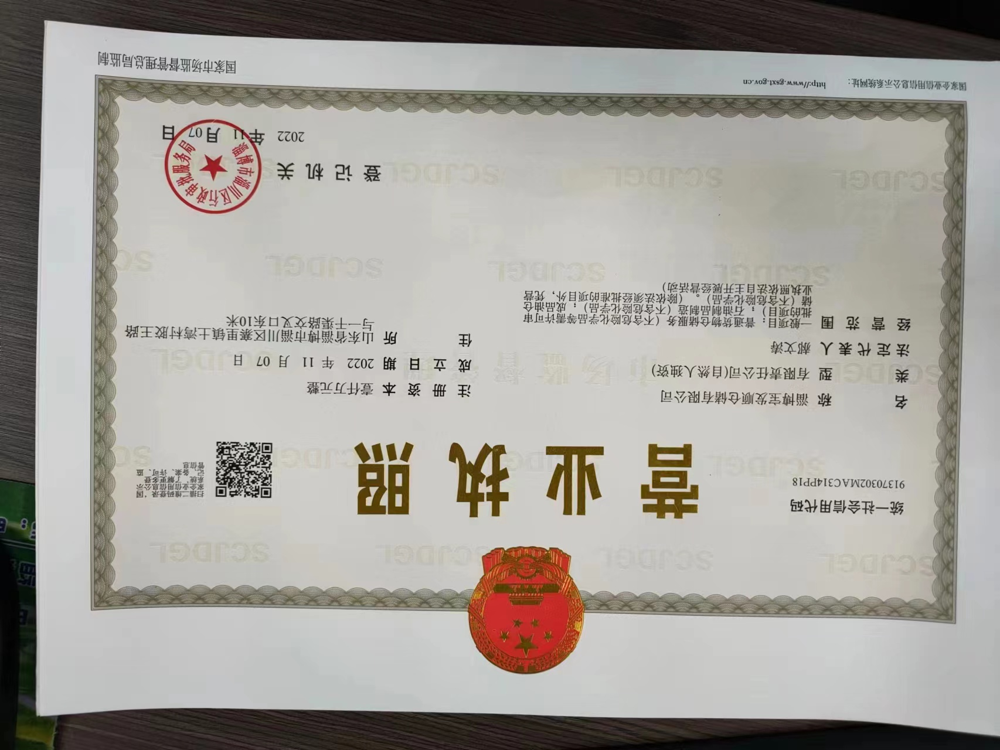 营业执照
统一社会信用代码
91370302MAC314PP18
扫描二维码登录‘国
家企业信用信息公示
系统’了解更多登
记、备案、许可、监
管信息
名 称 淄博宝发顺仓储有限公司
类 型 有限责任公司(自然人独资)
法定代表人 郝文涛
经营范围 一般项目：普通货物仓储服务（不含危险化学品等需许可审
批的项目）；石油制品制造（不含危险化学品）；成品油仓
储（不含危险化学品）。（除依法须经批准的项目外，凭营
业执照依法自主开展经营活动）
注册资本 壹仟万元整
成立日期 2022 年 11 月 07 日
住 所 山东省淄博市淄川区寨里镇土湾村胶王路
与一干渠路交叉口东10米
登记机关
淄博市淄川区行政审批服务局
2022 年 11 月 07 日
国家企业信用信息公示系统网址： http://www.gsxt.gov.cn
国家市场监督管理总局监制
SCJDGL